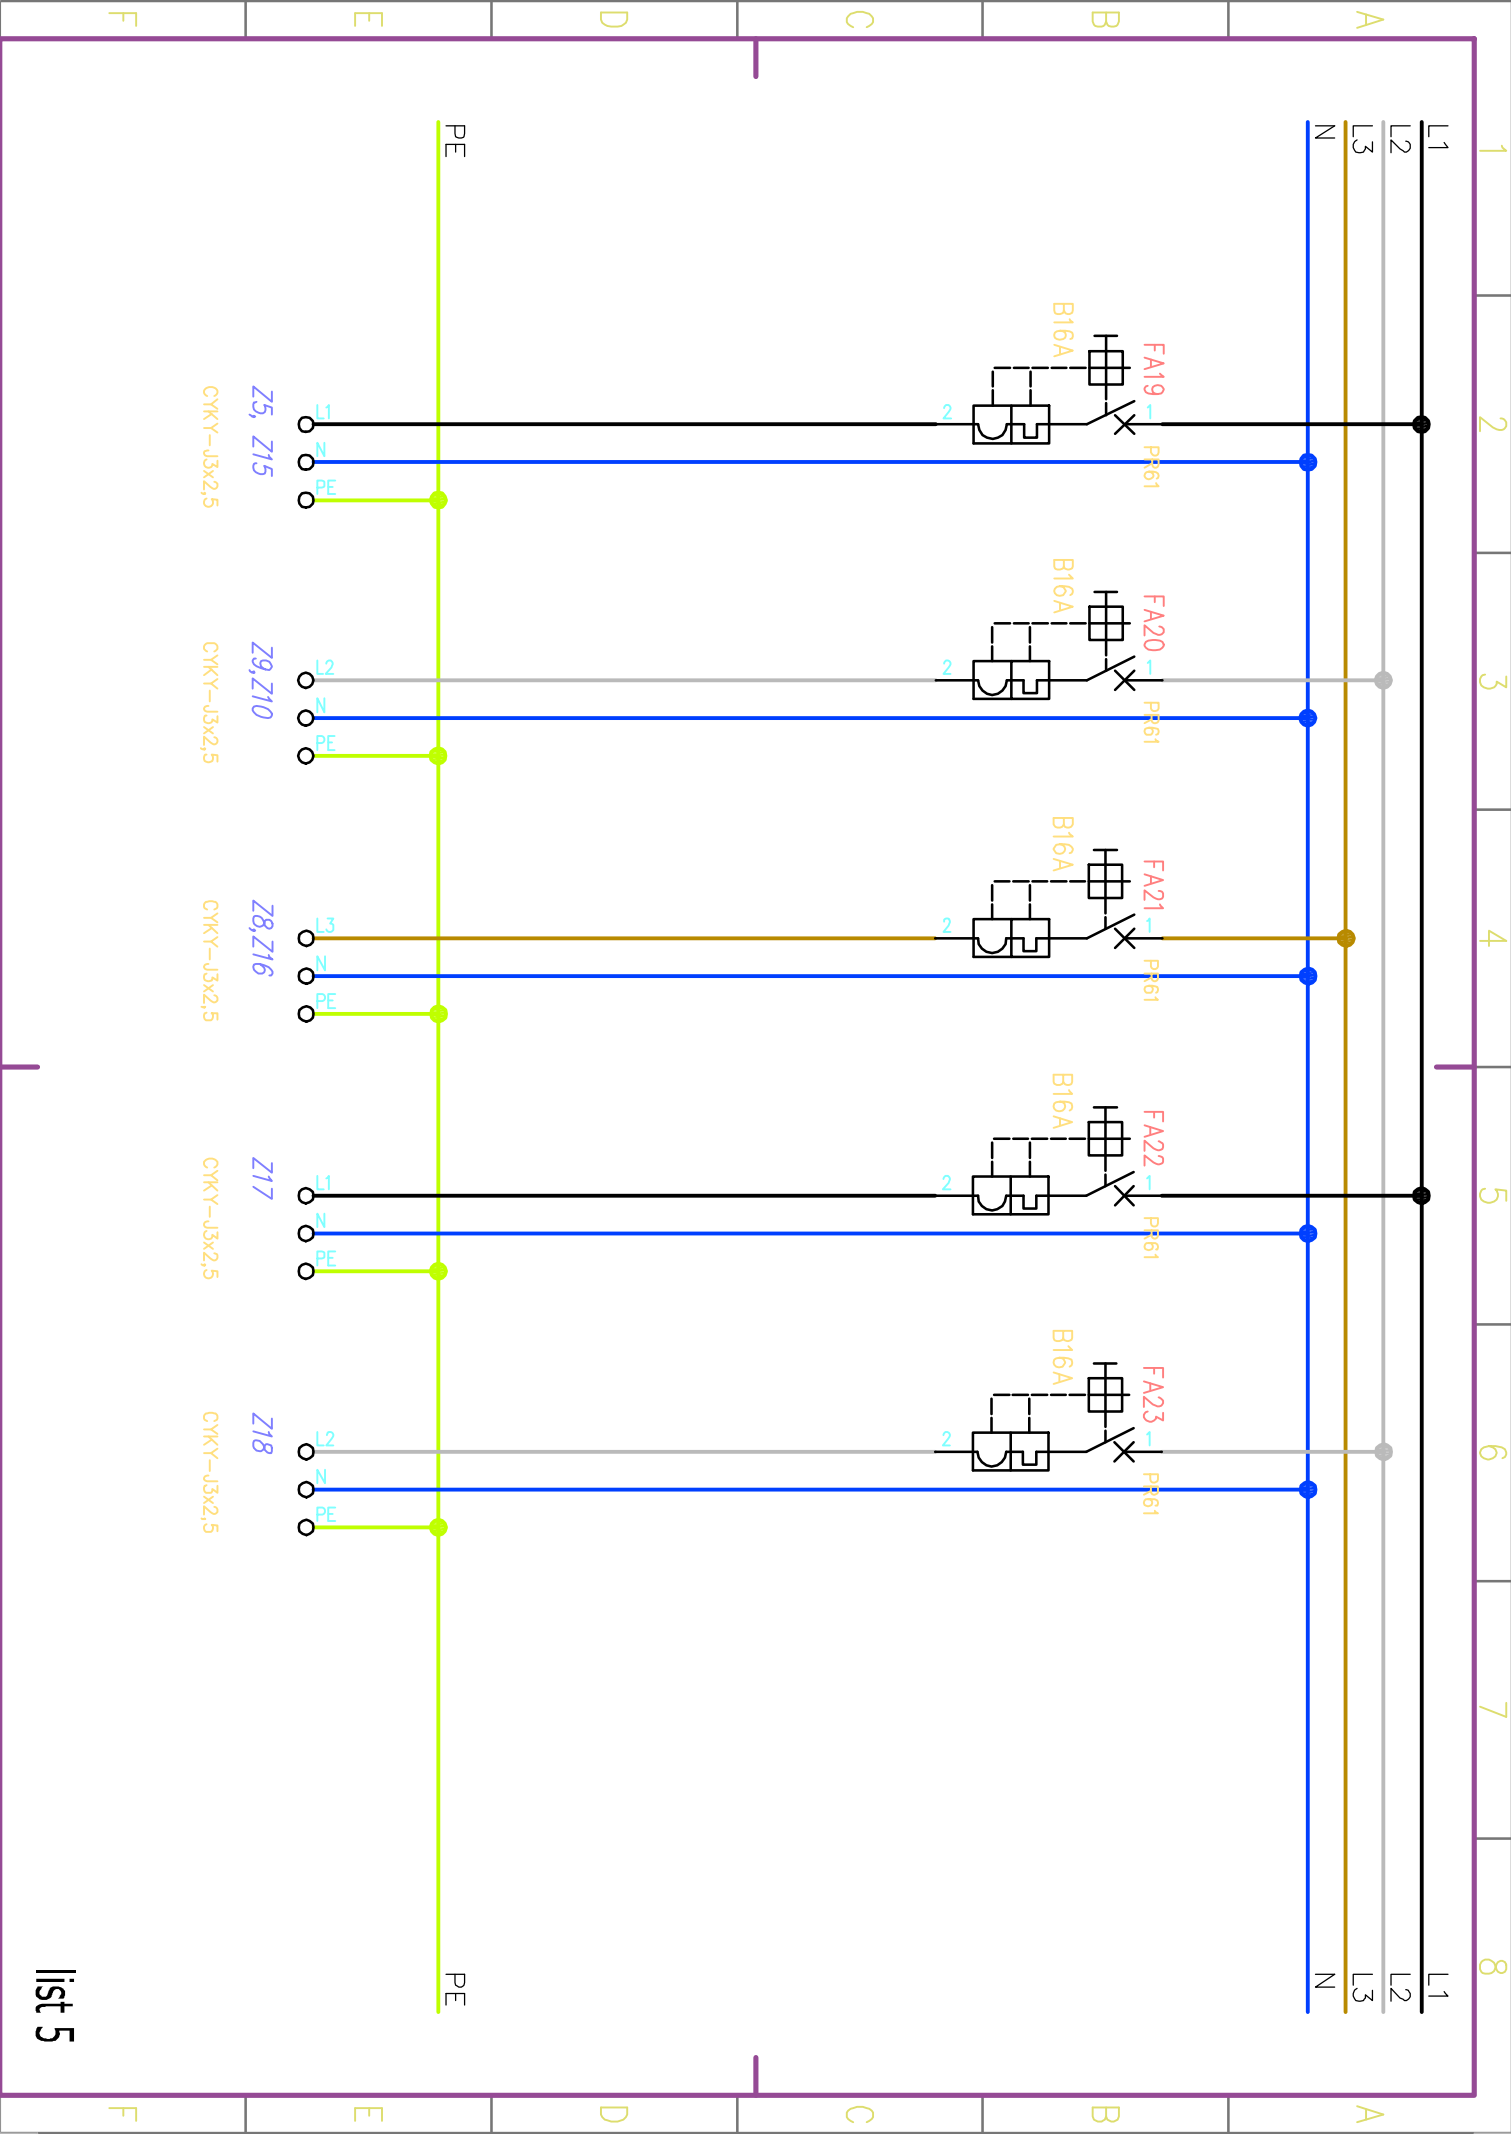 1 2 3 4 5 6 7 8
A
B
C
D
E
F
A
B
C
D
E
F
L1
L2
L3
N
L1
L2
L3
N
FA19
B16A
1
PR61
2
FA20
B16A
1
PR61
2
FA21
B16A
1
PR61
2
FA22
B16A
1
PR61
2
FA23
B16A
1
PR61
2
PE
PE
L1 N PE
Z5, Z15
CYKY-J3x2,5
L2 N PE
Z9,Z10
CYKY-J3x2,5
L3 N PE
Z8,Z16
CYKY-J3x2,5
L1 N PE
Z17
CYKY-J3x2,5
L2 N PE
Z18
CYKY-J3x2,5
list 5